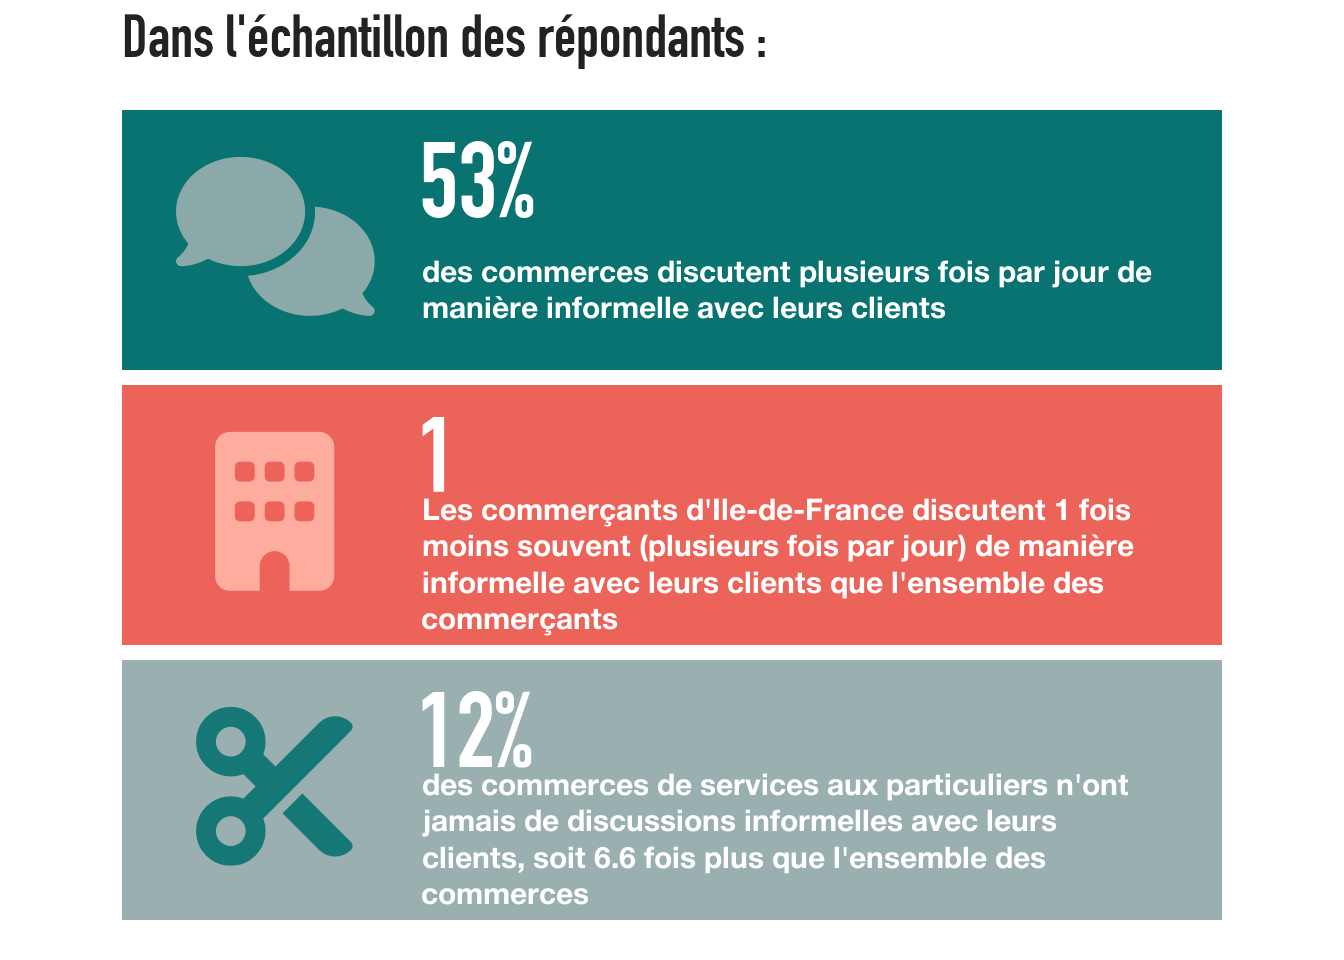 Dans l'échantillon des répondants :
53%
des commerces discutent plusieurs fois par jour de
manière informelle avec leurs clients
1
Les commerçants d'Ile-de-France discutent 1 fois
moins souvent (plusieurs fois par jour) de manière
informelle avec leurs clients que l'ensemble des
commerçants
12%
des commerces de services aux particuliers n'ont
jamais de discussions informelles avec leurs
clients, soit 6.6 fois plus que l'ensemble des
commerces